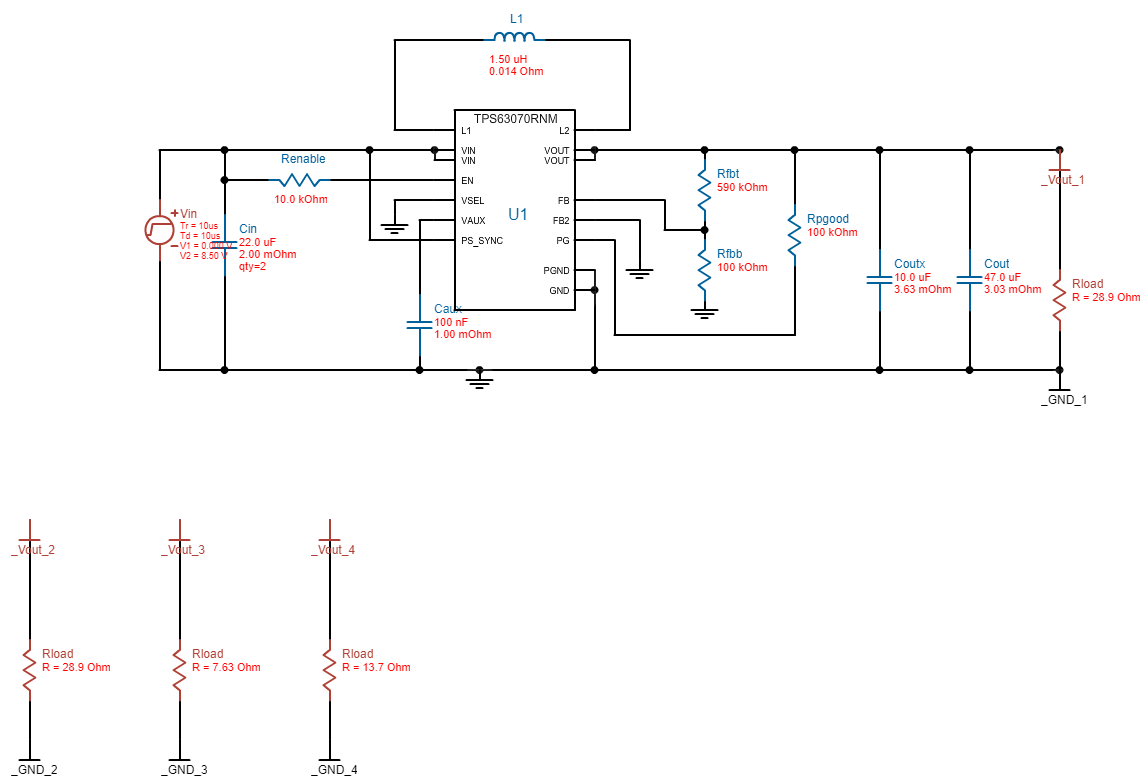 L1
1.50 uH
0.014 Ohm
TPS63070RNM
L1
L2
VIN
VIN
EN
VSEL
VAUX
PS_SYNC
U1
VOUT
VOUT
FB
FB2
PG
PGND
GND
Renable
10.0 kOhm
Vin
Tr = 10us
Td = 10us
V1 = 0.000 V
V2 = 8.50 V
Cin
22.0 uF
2.00 mOhm
qty=2
Caux
100 nF
1.00 mOhm
Rfbt
590 kOhm
Rfbb
100 kOhm
Rpgood
100 kOhm
Coutx
10.0 uF
3.63 mOhm
Cout
47.0 uF
3.03 mOhm
_Vout_1
Rload
R = 28.9 Ohm
_GND_1
_Vout_2
Rload
R = 28.9 Ohm
_GND_2
_Vout_3
Rload
R = 7.63 Ohm
_GND_3
_Vout_4
Rload
R = 13.7 Ohm
_GND_4